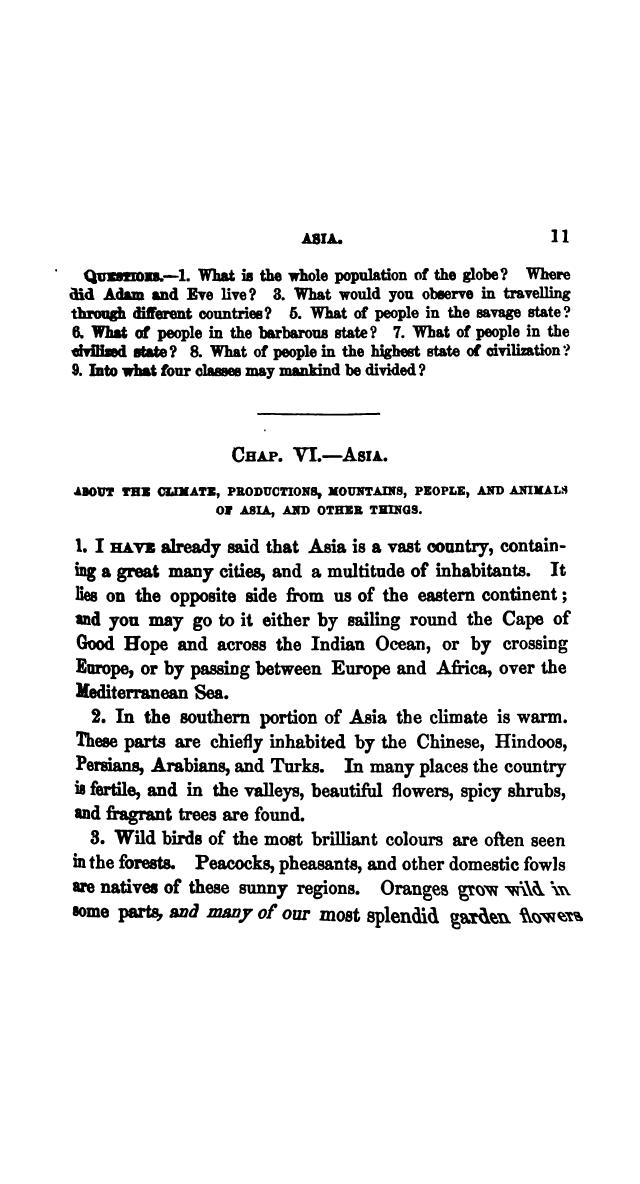 ASIA. 11
QUESTIONS.—1. What is the whole population of the globe? Where
did Adam and Eve live? 3. What would you observe in travelling
through different countries? 5. What of people in the savage state?
6. What of people in the barbarous state? 7. What of people in the
civilized state? 8. What of people in the highest state of civilization?
9. Into what four classes may mankind be divided?
CHAP. VI.—ASIA.
ABOUT THE CLIMATE, PRODUCTIONS, MOUNTAINS, PEOPLE, AND ANIMALS
OF ASIA, AND OTHER THINGS.
1. I HAVE already said that Asia is a vast country, contain-
ing a great many cities, and a multitude of inhabitants. It
lies on the opposite side from us of the eastern continent;
and you may go to it either by sailing round the Cape of
Good Hope and across the Indian Ocean, or by crossing
Europe, or by passing between Europe and Africa, over the
Mediterranean Sea.
2. In the southern portion of Asia the climate is warm.
These parts are chiefly inhabited by the Chinese, Hindoos,
Persians, Arabians, and Turks. In many places the country
is fertile, and in the valleys, beautiful flowers, spicy shrubs,
and fragrant trees are found.
3. Wild birds of the most brilliant colours are often seen
in the forests. Peacocks, pheasants, and other domestic fowls
are natives of these sunny regions. Oranges grow wild in
some parts, and many of our most splendid garden flowers